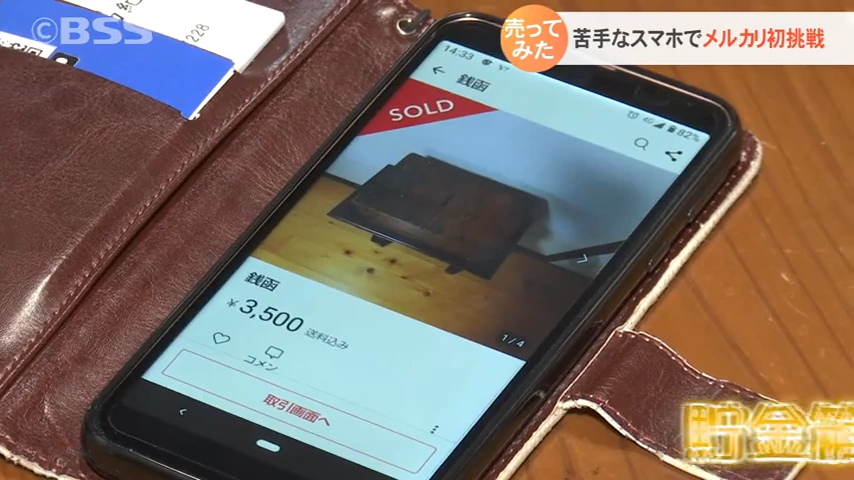 ©BSS
売って
みた
苦手なスマホでメルカリ初挑戦
228
14:33
4G 82%
銭函
SOLD
1/4
銭函
¥3,500 送料込み
コメン
取引画面へ
貯金箱